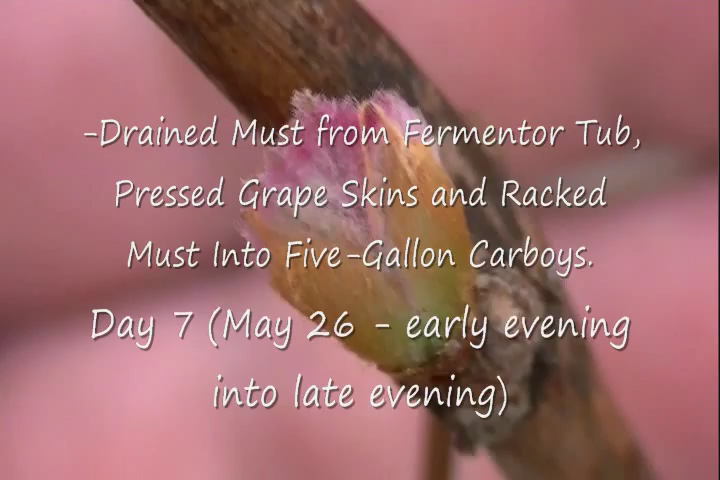 -Drained Must from Fermentor Tub,
Pressed Grape Skins and Racked
Must Into Five-Gallon Carboys.
Day 7 (May 26 - early evening
into late evening)